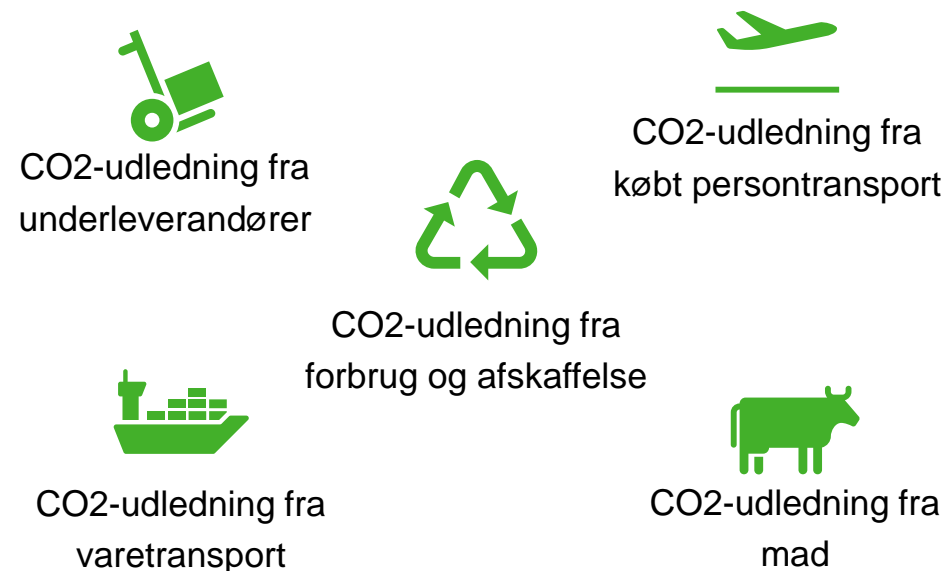 CO2-udledning fra
underleverandører
CO2-udledning fra
købt persontransport
CO2-udledning fra
forbrug og afskaffelse
CO2-udledning fra
varetransport
CO2-udledning fra
mad